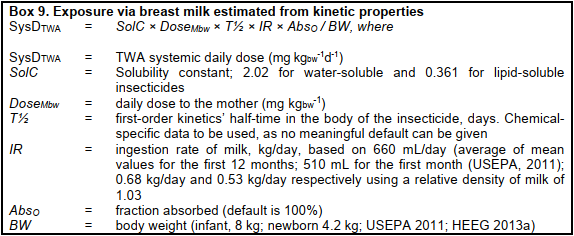 Box 9. Exposure via breast milk estimated from kinetic properties
SysDTWA = SolC × DoseMbw × T½ × IR × AbsO / BW, where
SysDTWA = TWA systemic daily dose (mg kgbw-1d-1)
SolC = Solubility constant; 2.02 for water-soluble and 0.361 for lipid-soluble
insecticides
DoseMbw = daily dose to the mother (mg kgbw-1)
T½ = first-order kinetics' half-time in the body of the insecticide, days. Chemical-
specific data to be used, as no meaningful default can be given
IR = ingestion rate of milk, kg/day, based on 660 mL/day (average of mean
values for the first 12 months; 510 mL for the first month (USEPA, 2011);
0.68 kg/day and 0.53 kg/day respectively using a relative density of milk of
1.03
AbsO = fraction absorbed (default is 100%)
BW = body weight (infant, 8 kg; newborn 4.2 kg; USEPA 2011; HEEG 2013a)